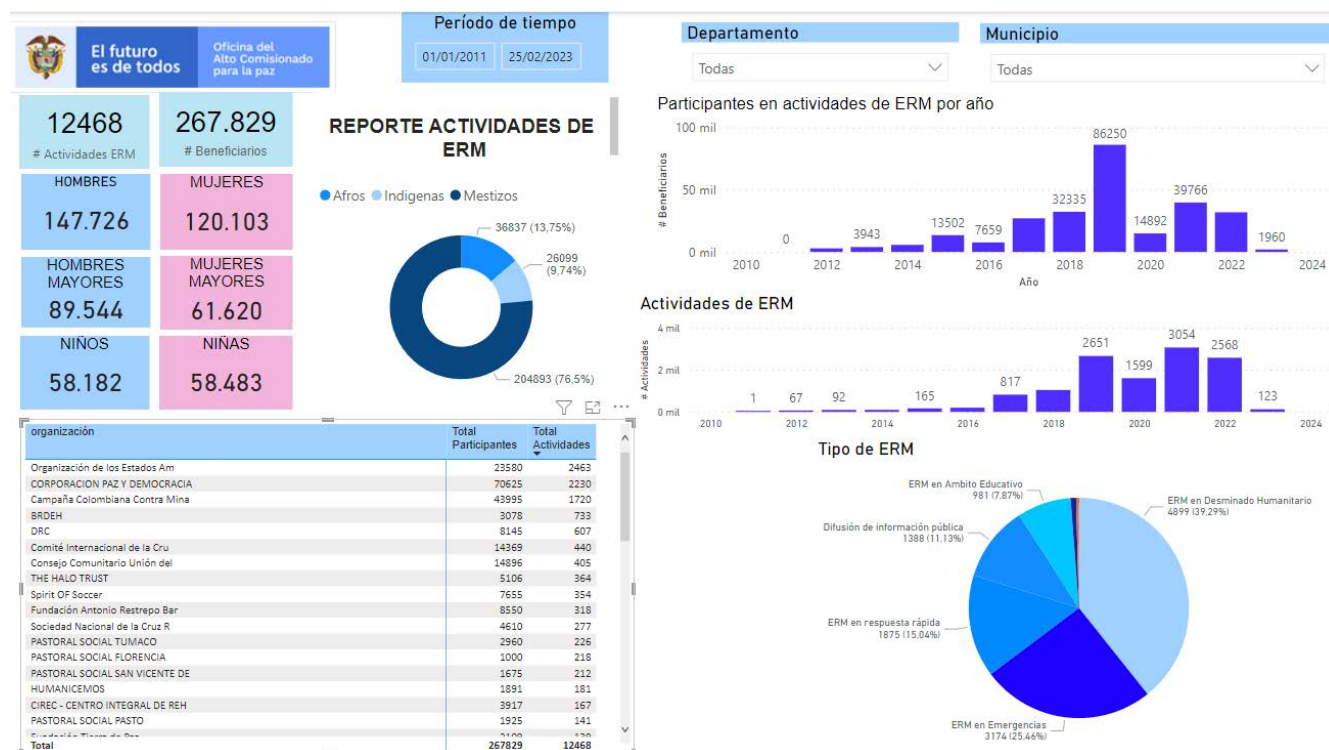 El futuro
es de todos
Oficina del
Alto Comisionado
para la paz
Período de tiempo
01/01/2011 25/02/2023
Departamento
Todas
Municipio
Todas
12468
# Actividades ERM
267.829
# Beneficiarios
HOMBRES
147.726
MUJERES
120.103
HOMBRES
MAYORES
89.544
MUJERES
MAYORES
61.620
NIÑOS
58.182
NIÑAS
58.483
REPORTE ACTIVIDADES DE
ERM
Afros Indigenas Mestizos
36837 (13,75%)
26099
(9,74%)
204893 (76,5%)
Participantes en actividades de ERM por año
# Beneficiarios
100 mil
50 mil
0 mil
0
3943
13502
7659
32335
86250
14892
39766
1960
2010 2012 2014 2016 2018 2020 2022 2024
Año
Actividades de ERM
# Actividades
4 mil
2 mil
0 mil
1
67
92
165
817
2651
1599
3054
2568
123
2010 2012 2014 2016 2018 2020 2022 2024
organización Total Participantes Total Actividades
Organización de los Estados Am 23580 2463
CORPORACION PAZ Y DEMOCRACIA 70625 2230
Campaña Colombiana Contra Mina 43995 1720
BRDEH 3078 733
DRC 8145 607
Comité Internacional de la Cru 14369 440
Consejo Comunitario Unión del 14896 405
THE HALO TRUST 5106 364
Spirit OF Soccer 7655 354
Fundación Antonio Restrepo Bar 8550 318
Sociedad Nacional de la Cruz R 4610 277
PASTORAL SOCIAL TUMACO 2960 226
PASTORAL SOCIAL FLORENCIA 1000 218
PASTORAL SOCIAL SAN VICENTE DE 1675 212
HUMANICEMOS 1891 181
CIREC - CENTRO INTEGRAL DE REH 3917 167
PASTORAL SOCIAL PASTO 1925 141
Total 267829 12468
Tipo de ERM
ERM en Ambito Educativo
981 (7,87%)
Difusión de información pública
1388 (11,13%)
ERM en respuesta rápida
1875 (15,04%)
ERM en Emergencias
3174 (25,46%)
ERM en Desminado Humanitario
4899 (39,29%)